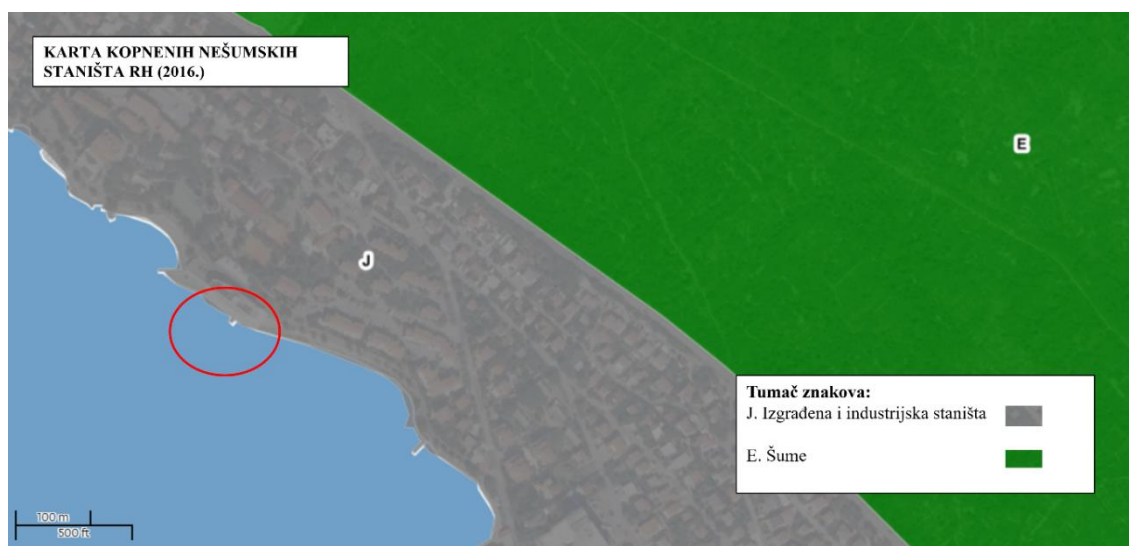 KARTA KOPNENIH NEŠUMSKIH
STANIŠTA RH (2016.)
E
J
Tumač znakova:
J. Izgrađena i industrijska staništa
E. Šume
100 m
500 ft